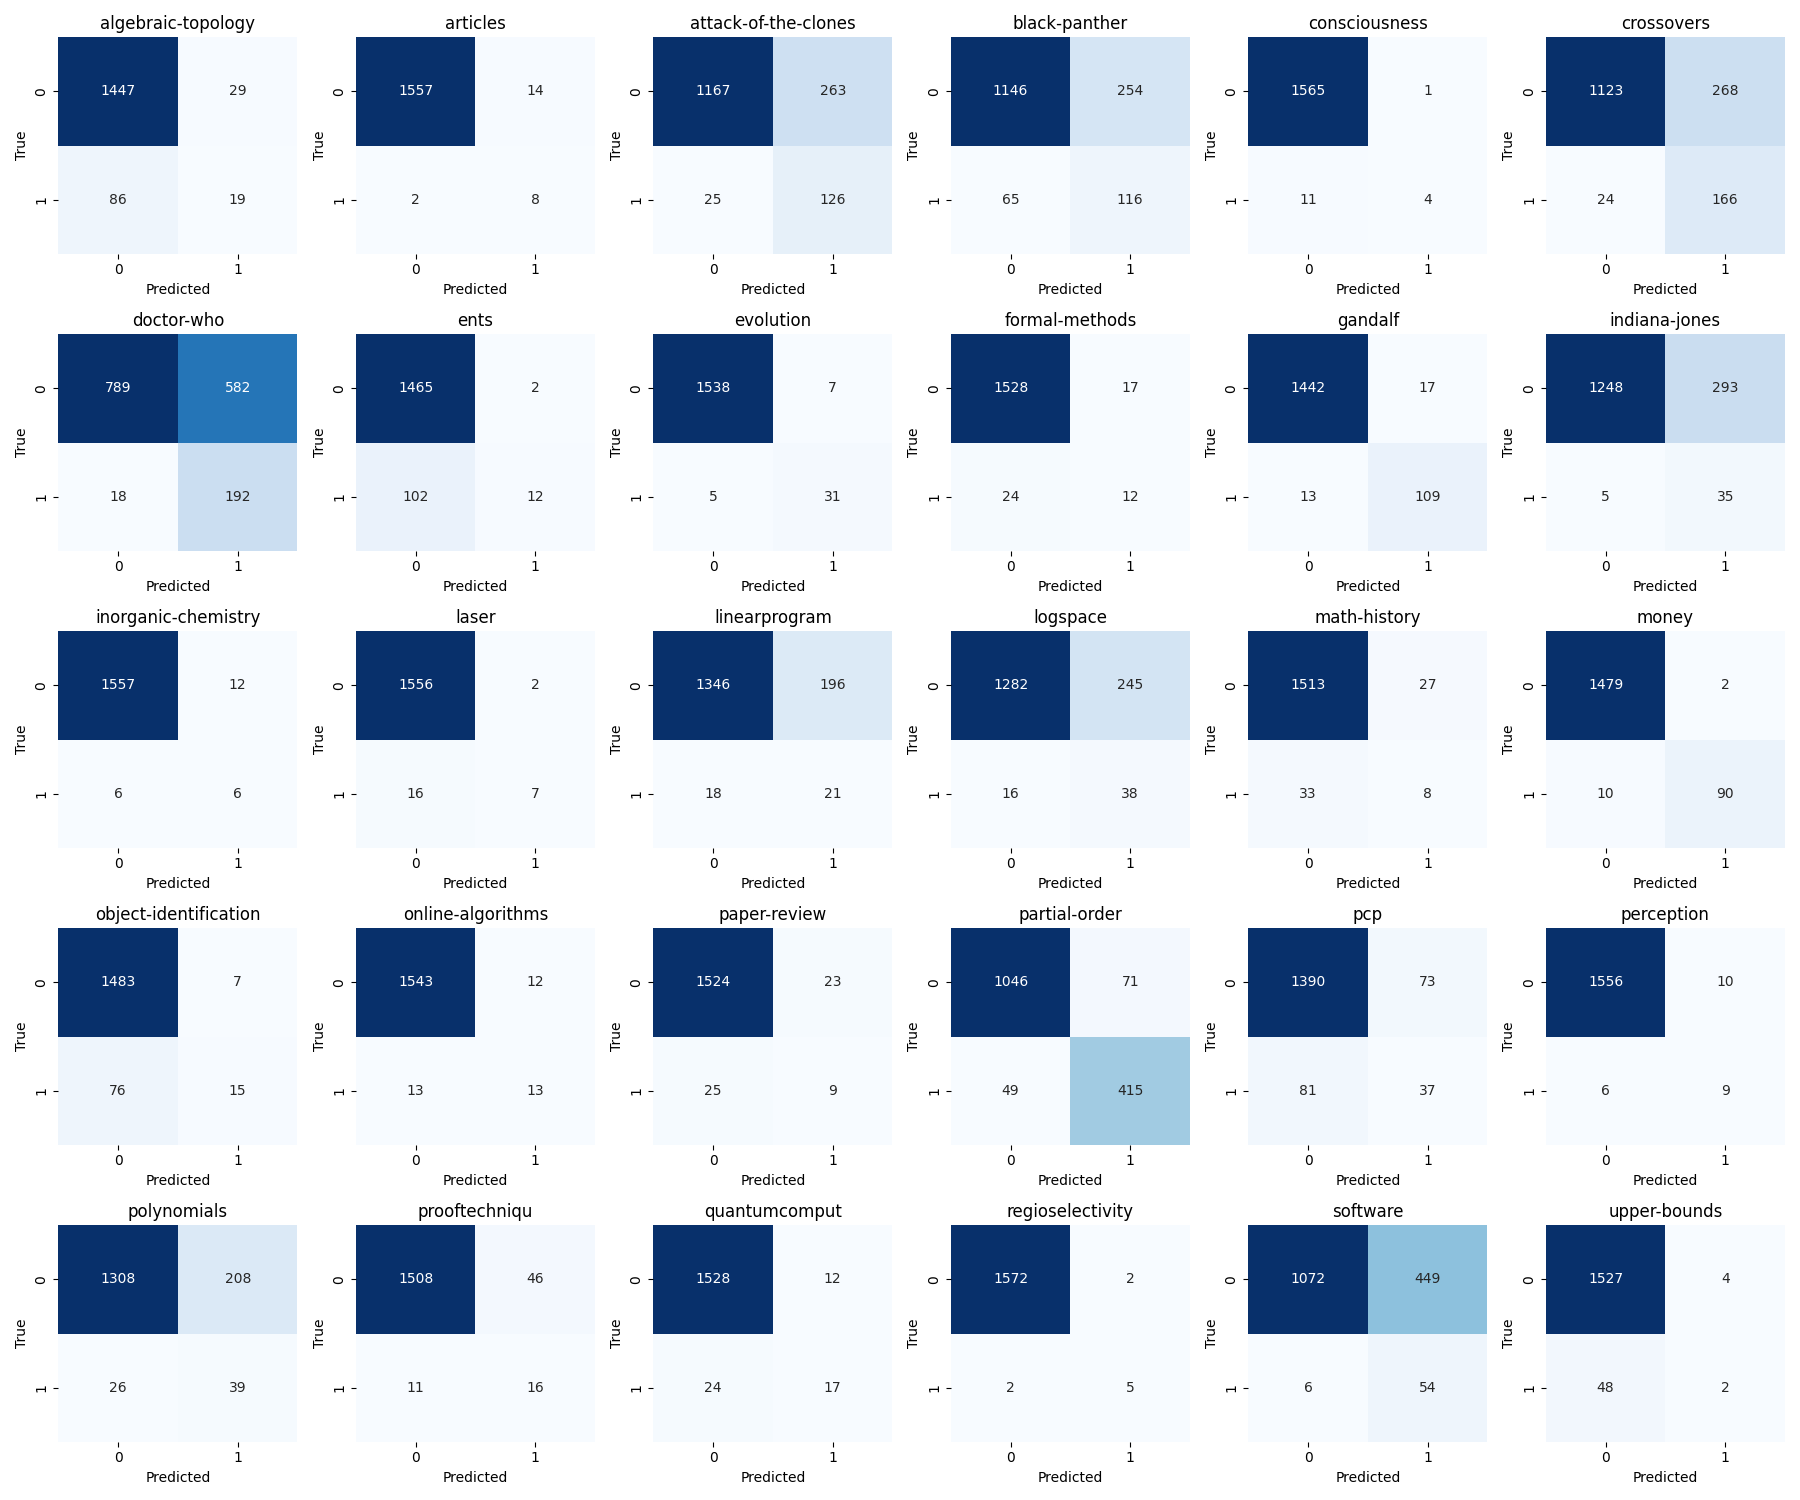 algebraic-topology articles attack-of-the-clones black-panther consciousness crossovers
0 1447 29 0 1557 14 0 1167 263 0 1146 254 0 1565 1 0 1123 268
True True True True True True
1 86 19 1 2 8 1 25 126 1 65 116 1 11 4 1 24 166
0 1 0 1 0 1 0 1 0 1 0 1
Predicted Predicted Predicted Predicted Predicted Predicted
doctor-who ents evolution formal-methods gandalf indiana-jones
0 789 582 0 1465 2 0 1538 7 0 1528 17 0 1442 17 0 1248 293
True True True True True True
1 18 192 1 102 12 1 5 31 1 24 12 1 13 109 1 5 35
0 1 0 1 0 1 0 1 0 1 0 1
Predicted Predicted Predicted Predicted Predicted Predicted
inorganic-chemistry laser linearprogram logspace math-history money
0 1557 12 0 1556 2 0 1346 196 0 1282 245 0 1513 27 0 1479 2
True True True True True True
1 6 6 1 16 7 1 18 21 1 16 38 1 33 8 1 10 90
0 1 0 1 0 1 0 1 0 1 0 1
Predicted Predicted Predicted Predicted Predicted Predicted
object-identification online-algorithms paper-review partial-order pcp perception
0 1483 7 0 1543 12 0 1524 23 0 1046 71 0 1390 73 0 1556 10
True True True True True True
1 76 15 1 13 13 1 25 9 1 49 415 1 81 37 1 6 9
0 1 0 1 0 1 0 1 0 1 0 1
Predicted Predicted Predicted Predicted Predicted Predicted
polynomials prooftechniqu quantumcomput regioselectivity software upper-bounds
0 1308 208 0 1508 46 0 1528 12 0 1572 2 0 1072 449 0 1527 4
True True True True True True
1 26 39 1 11 16 1 24 17 1 2 5 1 6 54 1 48 2
0 1 0 1 0 1 0 1 0 1 0 1
Predicted Predicted Predicted Predicted Predicted Predicted